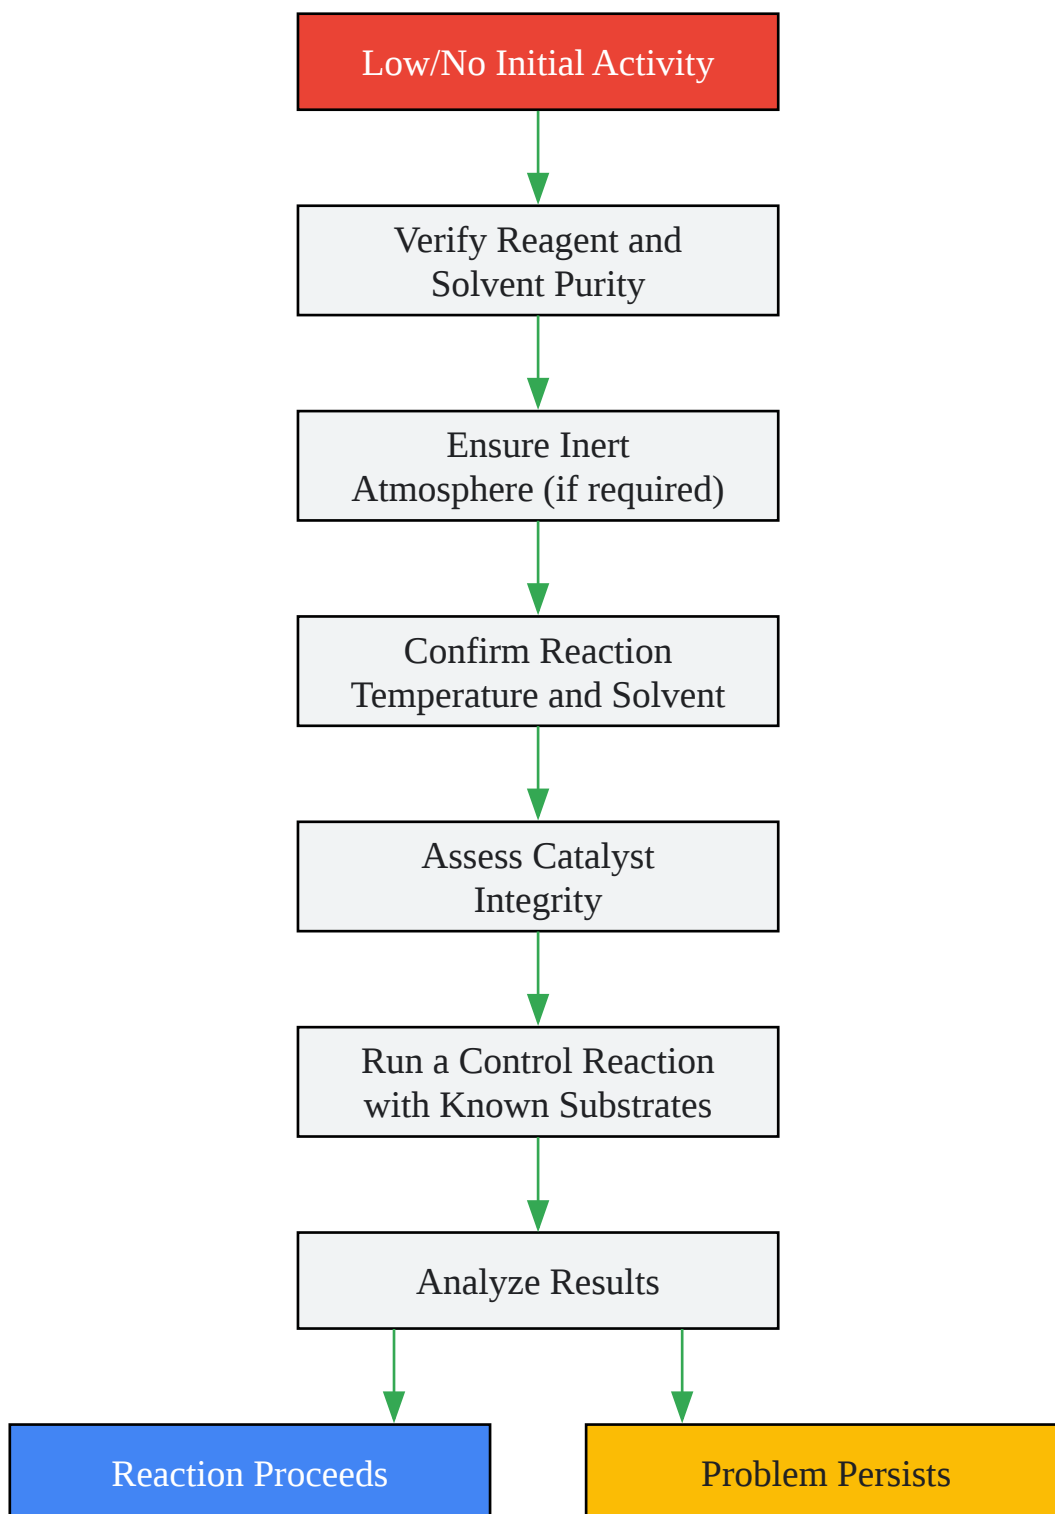 Low/No Initial Activity
Verify Reagent and
Solvent Purity
Ensure Inert
Atmosphere (if required)
Confirm Reaction
Temperature and Solvent
Assess Catalyst
Integrity
Run a Control Reaction
with Known Substrates
Analyze Results
Reaction Proceeds
Problem Persists